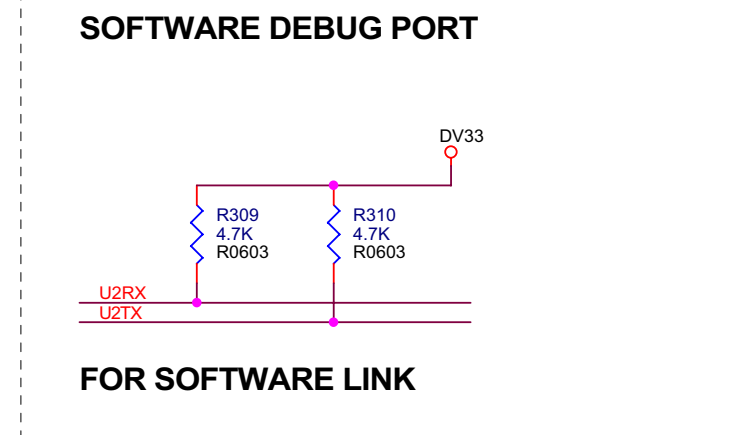 SOFTWARE DEBUG PORT
DV33
R309
4.7K
R0603
R310
4.7K
R0603
U2RX
U2TX
FOR SOFTWARE LINK